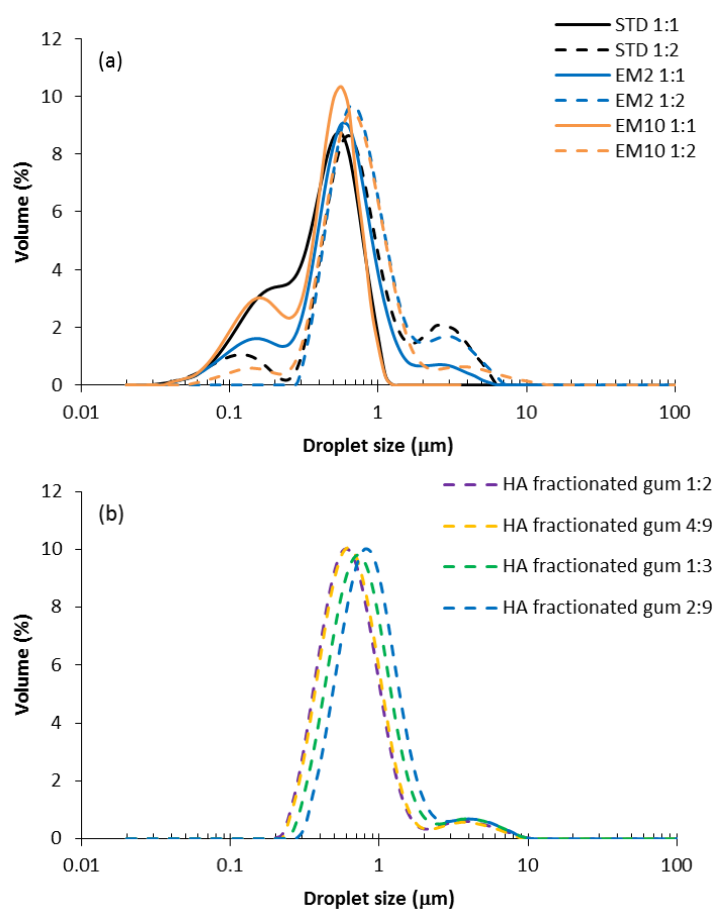 (a)
STD 1:1
STD 1:2
EM2 1:1
EM2 1:2
EM10 1:1
EM10 1:2
Volume (%)
12
10
8
6
4
2
0
0.01 0.1 1 10 100
Droplet size (μm)
(b)
HA fractionated gum 1:2
HA fractionated gum 4:9
HA fractionated gum 1:3
HA fractionated gum 2:9
Volume (%)
12
10
8
6
4
2
0
0.01 0.1 1 10 100
Droplet size (μm)